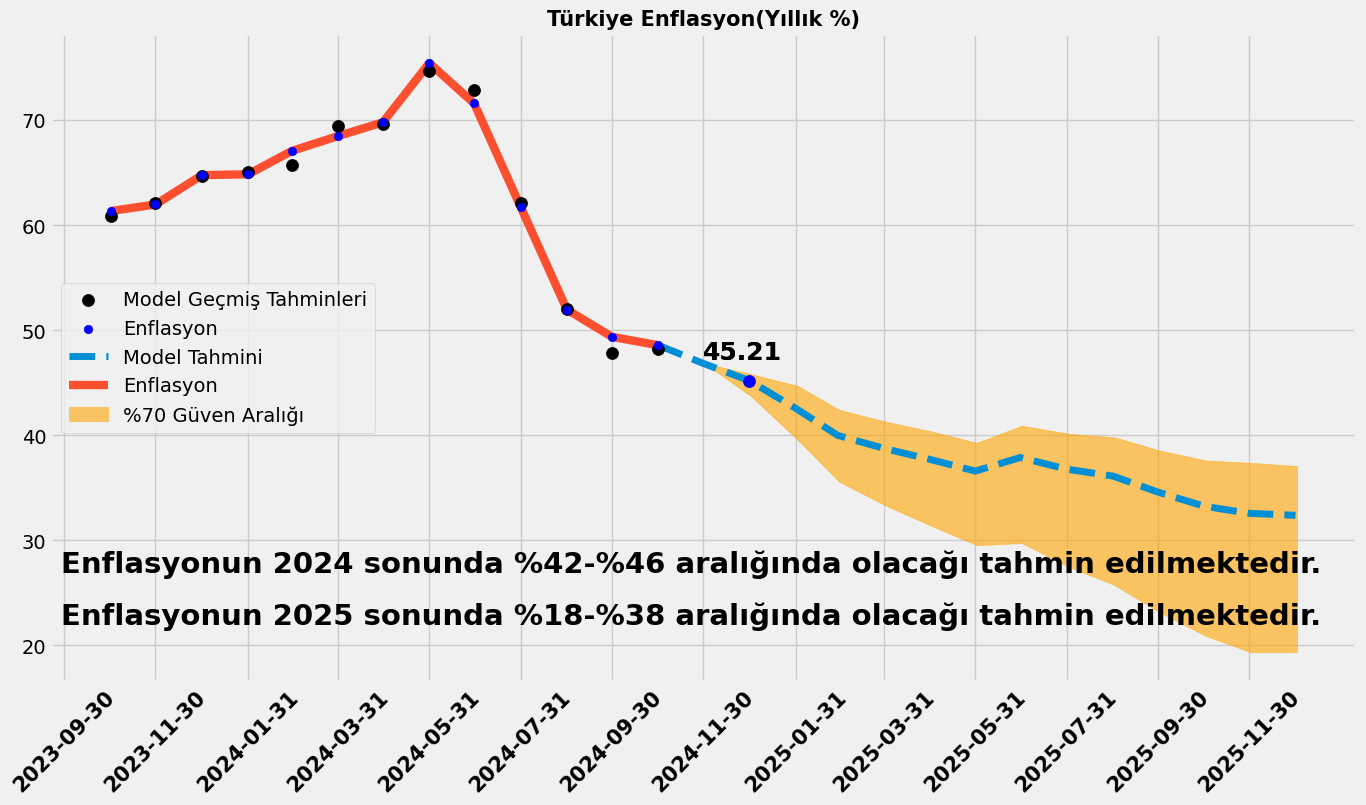 Türkiye Enflasyon(Yıllık %)
70
60
50
40
30
20
Model Geçmiş Tahminleri
Enflasyon
Model Tahmini
Enflasyon
%70 Güven Aralığı
45.21
Enflasyonun 2024 sonunda %42-%46 aralığında olacağı tahmin edilmektedir.
Enflasyonun 2025 sonunda %18-%38 aralığında olacağı tahmin edilmektedir.
2023-09-30
2023-11-30
2024-01-31
2024-03-31
2024-05-31
2024-07-31
2024-09-30
2024-11-30
2025-01-31
2025-03-31
2025-05-31
2025-07-31
2025-09-30
2025-11-30